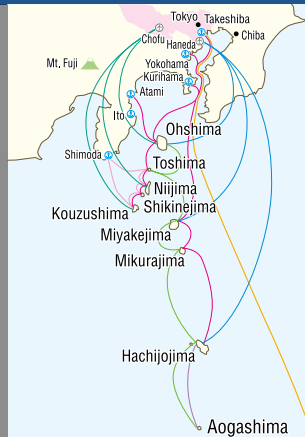 Tokyo
Takeshiba
Chofu
Haneda
Chiba
Yokohama
Mt. Fuji
Kurihama
Atami
Ito
Ohshima
Shimoda
Toshima
Niijima
Shikinejima
Kouzushima
Miyakejima
Mikurajima
Hachijojima
Aogashima